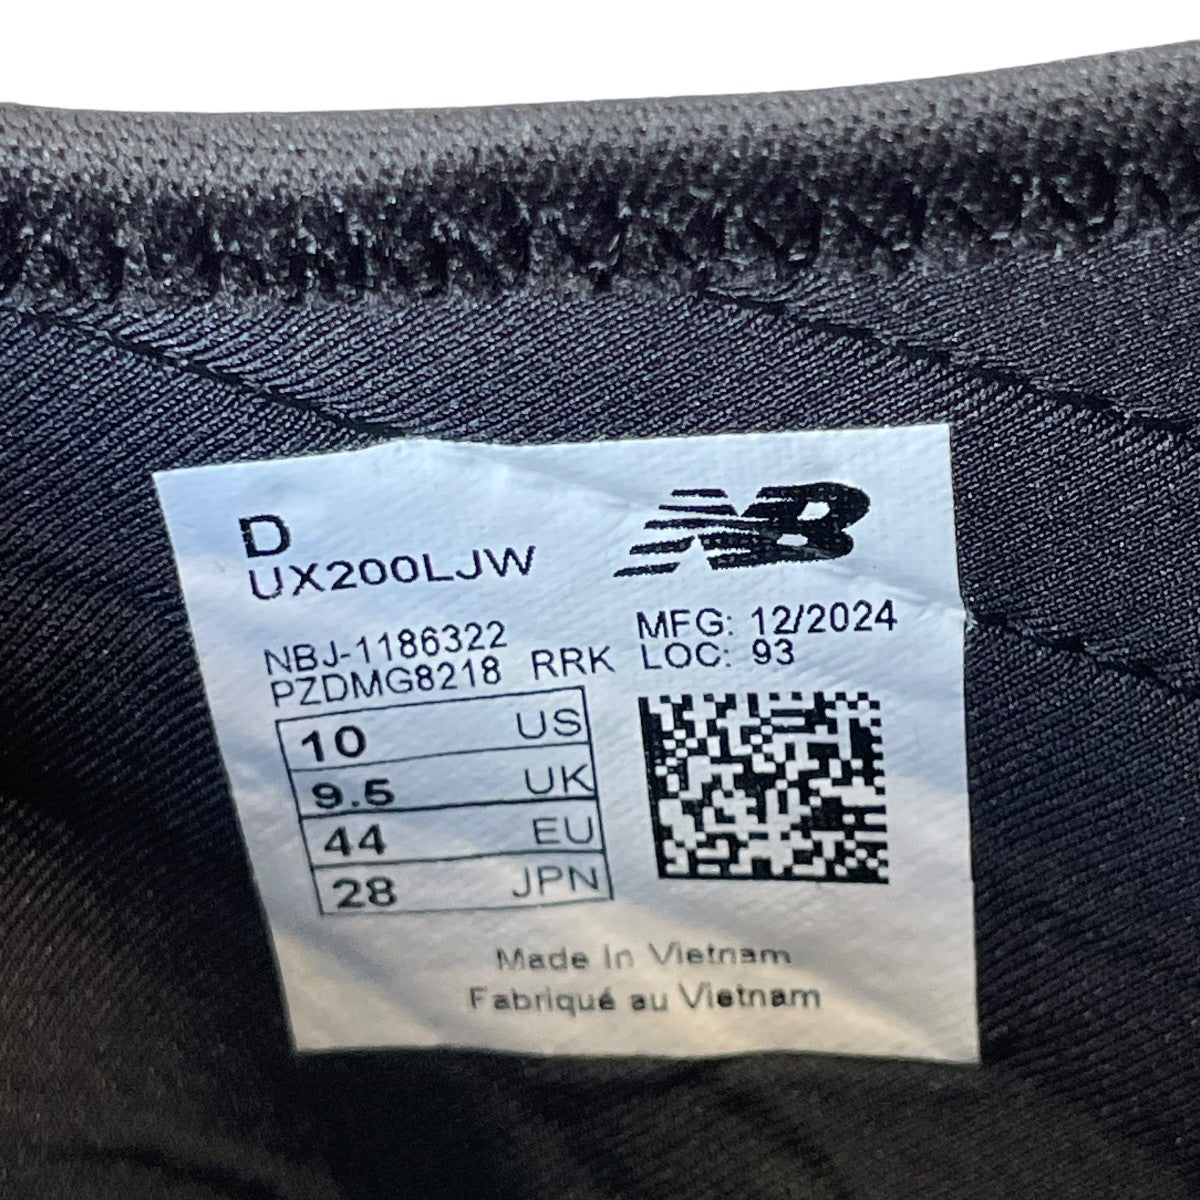 D
UX200LJW
NB
NBJ-1186322
PZDMG8218 RRK
MFG: 12/2024
LOC: 93
10 US
9.5 UK
44 EU
28 JPN
Made In Vietnam
Fabriqué au Vietnam